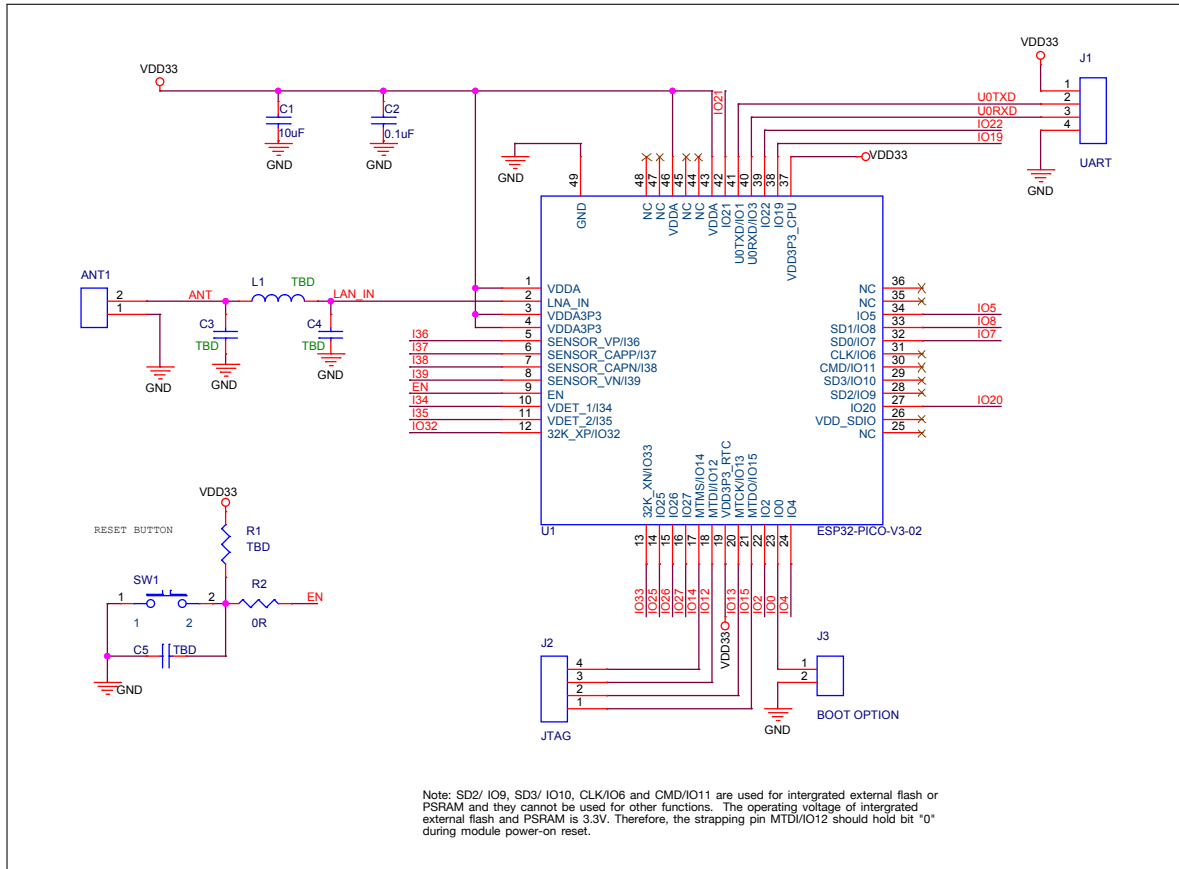 VDD33
C1
10uF
GND
C2
0.1uF
GND
GND
VDD33
J1
1
2
3
4
U0TXD
U0RXD
IO22
IO19
UART
GND
VDD33
IO21
49
48
47
46
45
44
43
42
41
40
39
38
37
GND
NC
NC
VDDA
NC
NC
VDDA
IO21
U0TXD/IO1
U0RXD/IO3
IO22
IO19
VDD3P3_CPU
ANT1
2
1
ANT
L1
TBD
LAN_IN
C3
TBD
GND
C4
TBD
GND
GND
1 VDDA
2 LNA_IN
3 VDDA3P3
4 VDDA3P3
I36 5 SENSOR_VP/I36
I37 6 SENSOR_CAPP/I37
I38 7 SENSOR_CAPN/I38
I39 8 SENSOR_VN/I39
EN 9 EN
I34 10 VDET_1/I34
I35 11 VDET_2/I35
IO32 12 32K_XP/IO32
NC 36
NC 35
IO5 34 IO5
SD1/IO8 33 IO8
SD0/IO7 32 IO7
CLK/IO6 31
CMD/IO11 30
SD3/IO10 29
SD2/IO9 28
IO20 27 IO20
VDD_SDIO 26
NC 25
32K_XN/IO33
IO25
IO26
IO27
MTMS/IO14
MTDI/IO12
VDD3P3_RTC
MTCK/IO13
MTDO/IO15
IO2
IO0
IO4
U1
ESP32-PICO-V3-02
13
14
15
16
17
18
19
20
21
22
23
24
IO33
IO25
IO26
IO27
IO14
IO12
VDD33
IO13
IO15
IO2
IO0
IO4
VDD33
RESET BUTTON
R1
TBD
SW1
1
2
1
2
R2
0R
EN
C5
TBD
GND
J2
4
3
2
1
JTAG
J3
1
2
GND
BOOT OPTION
Note: SD2/ IO9, SD3/ IO10, CLK/IO6 and CMD/IO11 are used for intergrated external flash or
PSRAM and they cannot be used for other functions. The operating voltage of intergrated
external flash and PSRAM is 3.3V. Therefore, the strapping pin MTDI/IO12 should hold bit "0"
during module power-on reset.